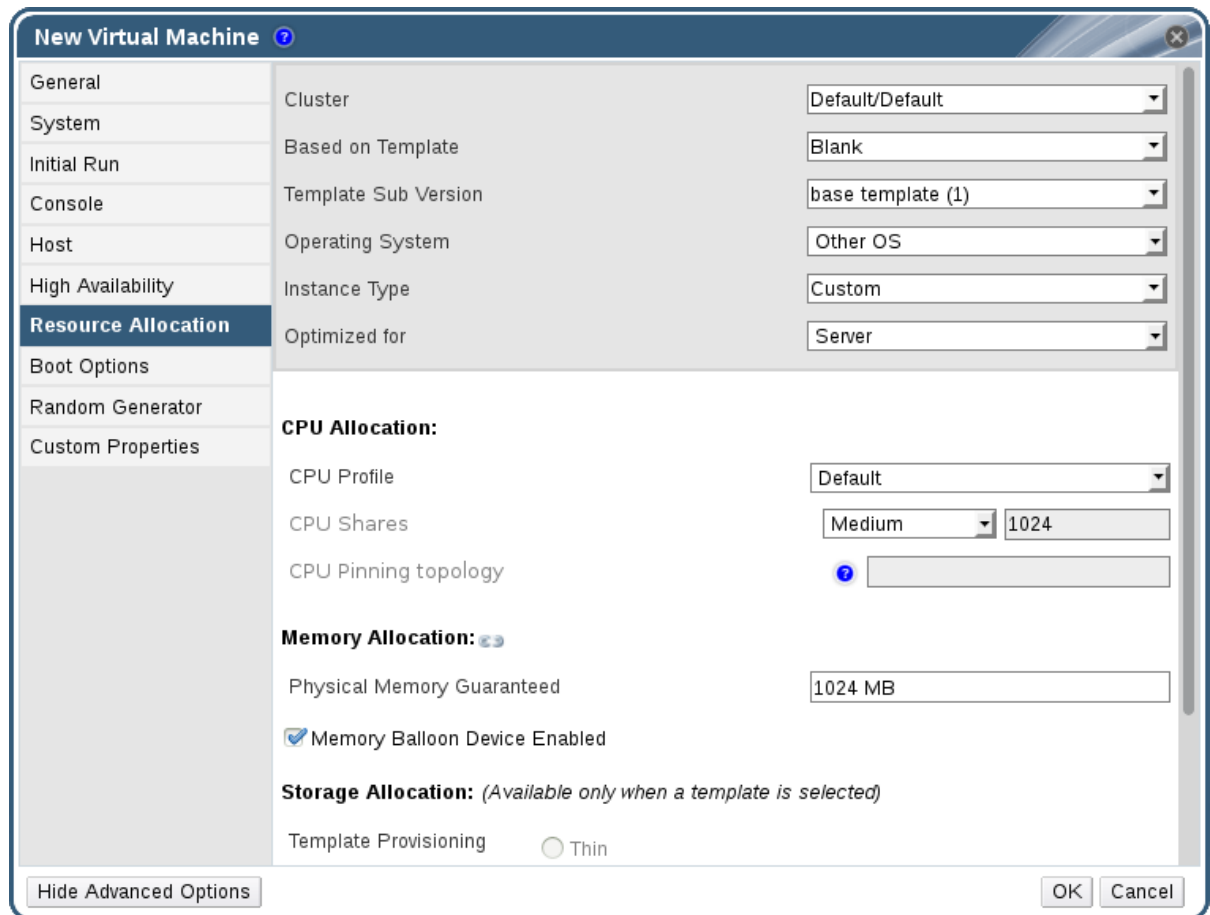 New Virtual Machine ?
General
System
Initial Run
Console
Host
High Availability
Resource Allocation
Boot Options
Random Generator
Custom Properties
Cluster Default/Default
Based on Template Blank
Template Sub Version base template (1)
Operating System Other OS
Instance Type Custom
Optimized for Server
CPU Allocation:
CPU Profile Default
CPU Shares Medium 1024
CPU Pinning topology ?
Memory Allocation:
Physical Memory Guaranteed 1024 MB
Memory Balloon Device Enabled
Storage Allocation: (Available only when a template is selected)
Template Provisioning Thin
Hide Advanced Options OK Cancel